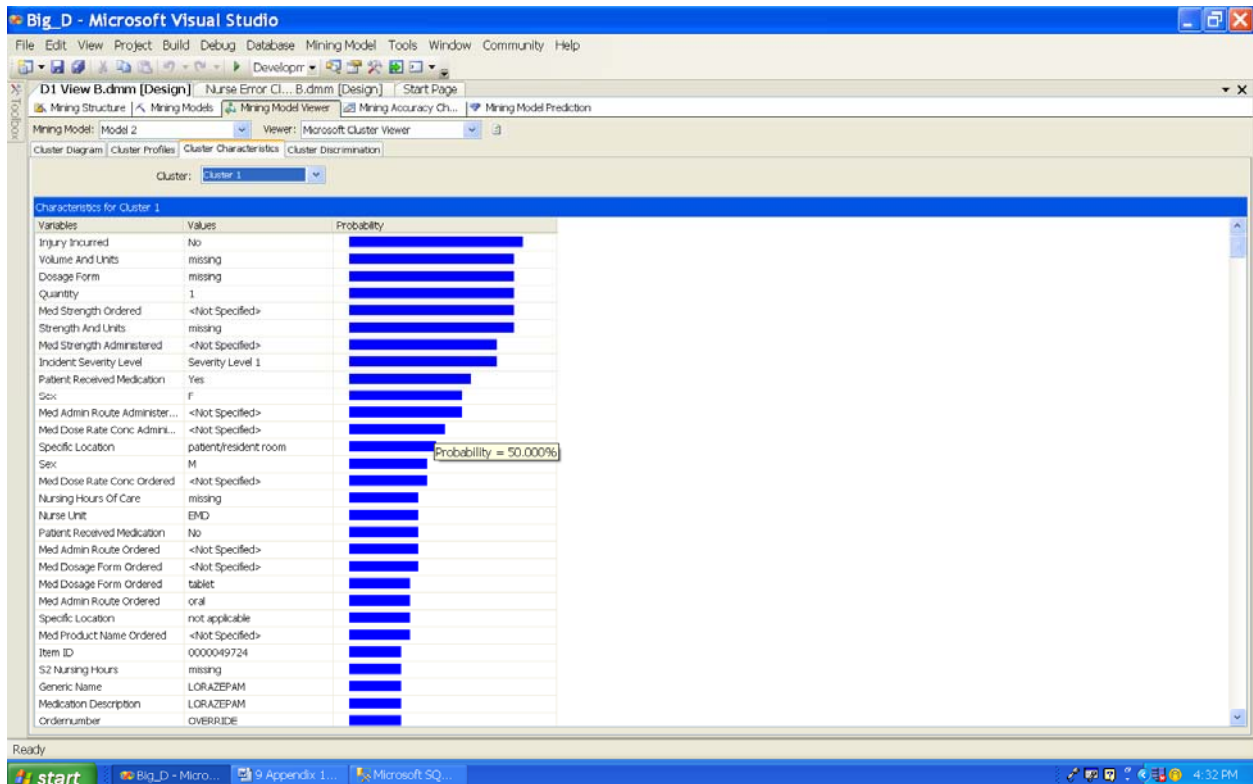 Big_D - Microsoft Visual Studio
File Edit View Project Build Debug Database Mining Model Tools Window Community Help
Developm
Toolbox
D1 View B.dmm [Design] Nurse Error Cl... B.dmm [Design] Start Page
Mining Structure Mining Models Mining Model Viewer Mining Accuracy Ch... Mining Model Prediction
Mining Model: Model 2 Viewer: Microsoft Cluster Viewer
Cluster Diagram Cluster Profiles Cluster Characteristics Cluster Discrimination
Cluster: Cluster 1
Characteristics for Cluster 1
Variables Values Probability
Injury Incurred No
Volume And Units missing
Dosage Form missing
Quantity 1
Med Strength Ordered <Not Specified>
Strength And Units missing
Med Strength Administered <Not Specified>
Incident Severity Level Severity Level 1
Patient Received Medication Yes
Sex F
Med Admin Route Administer... <Not Specified>
Med Dose Rate Conc Admini... <Not Specified>
Specific Location patient/resident room
Probability = 50.000%
Sex M
Med Dose Rate Conc Ordered <Not Specified>
Nursing Hours Of Care missing
Nurse Unit EMD
Patient Received Medication No
Med Admin Route Ordered <Not Specified>
Med Dosage Form Ordered <Not Specified>
Med Dosage Form Ordered tablet
Med Admin Route Ordered oral
Specific Location not applicable
Med Product Name Ordered <Not Specified>
Item ID 0000049724
S2 Nursing Hours missing
Generic Name LORAZEPAM
Medication Description LORAZEPAM
Ordernumber OVERRIDE
Ready
start Big_D - Micro... 9 Appendix 1... Microsoft SQ... 4:32 PM